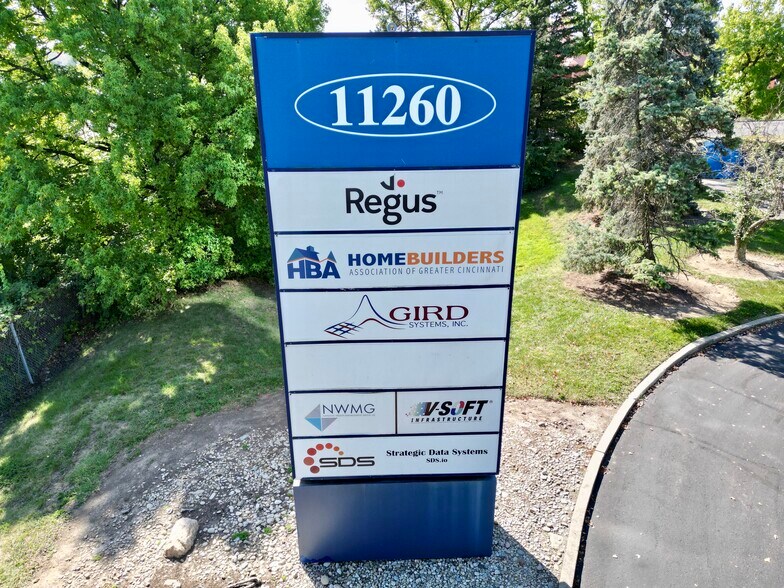 11260
Regus™
HBA HOMEBUILDERS
ASSOCIATION OF GREATER CINCINNATI
GIRD
SYSTEMS, INC.
NWMG
V-SOFT
INFRASTRUCTURE
SDS Strategic Data Systems
SDS.io